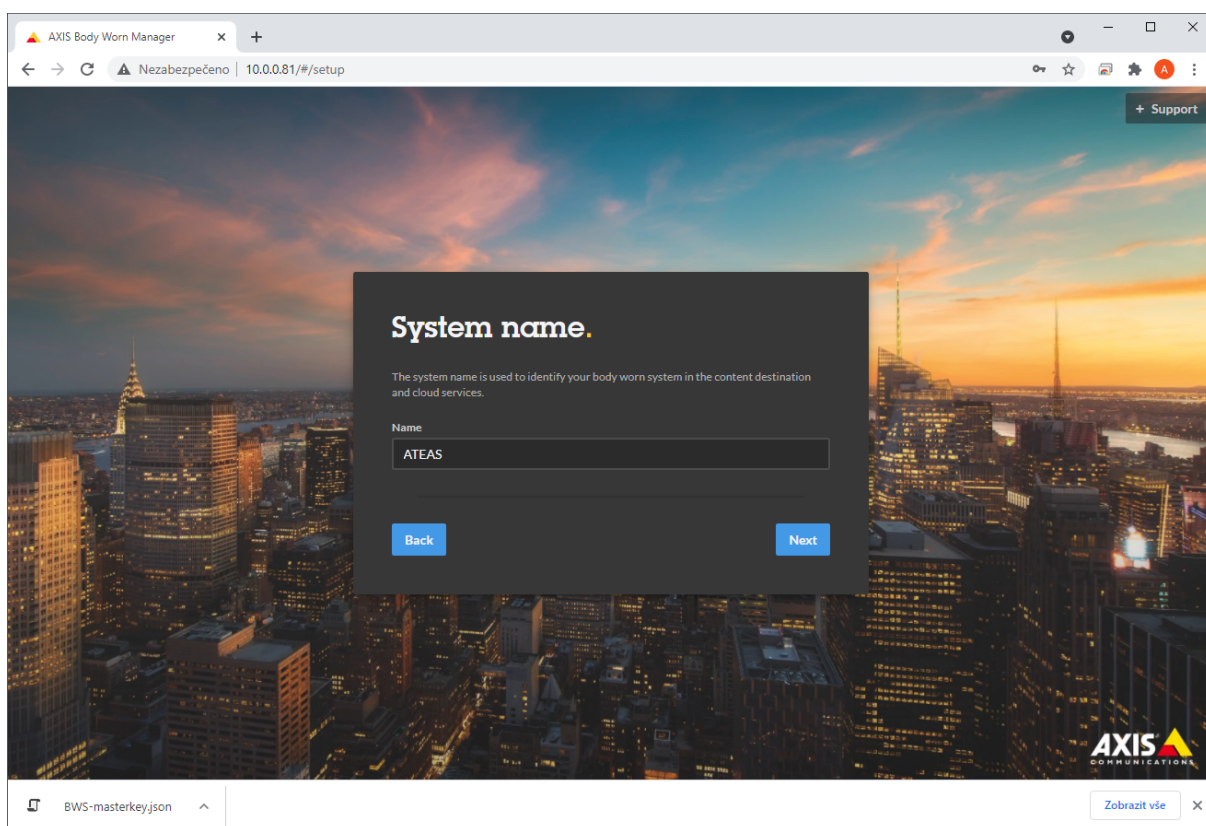 AXIS Body Worn Manager
Nezabezpečeno | 10.0.0.81/#/setup
A
+ Support
System name.
The system name is used to identify your body worn system in the content destination
and cloud services.
Name
ATEAS
Back
Next
AXIS
COMMUNICATIONS
BWS-masterkey.json
Zobrazit vše